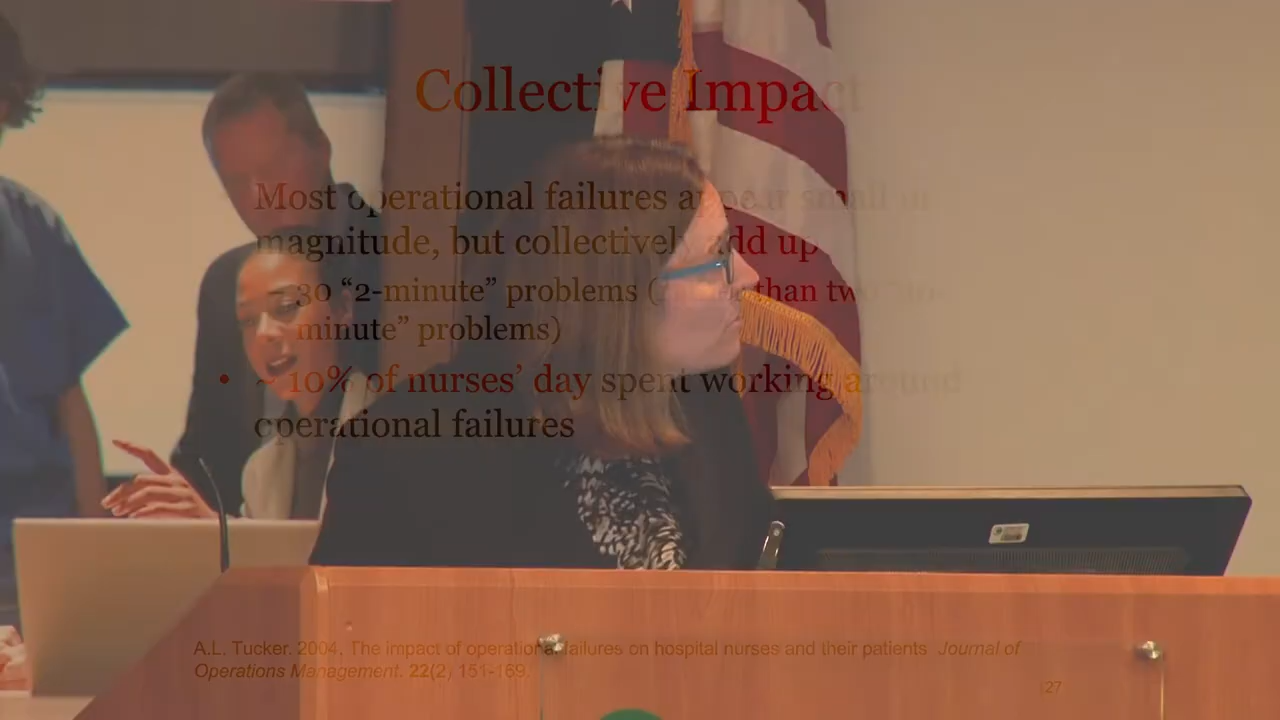 Collective Impact
Most operational failures appear small in
magnitude, but collectively add up
30 “2-minute” problems ( than two
minute” problems)
• ~ 10% of nurses’ day spent working around
operational failures
A.L. Tucker. 2004. The impact of operational failures on hospital nurses and their patients Journal of
Operations Management. 22(2) 151-169.
27